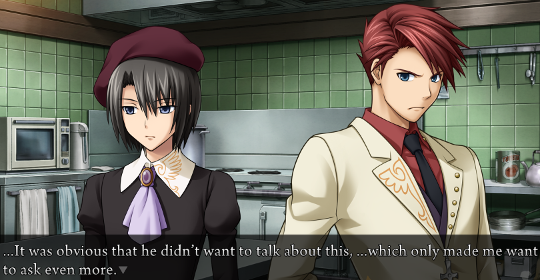 ...It was obvious that he didn't want to talk about this, ...which only made me want
to ask even more.▼